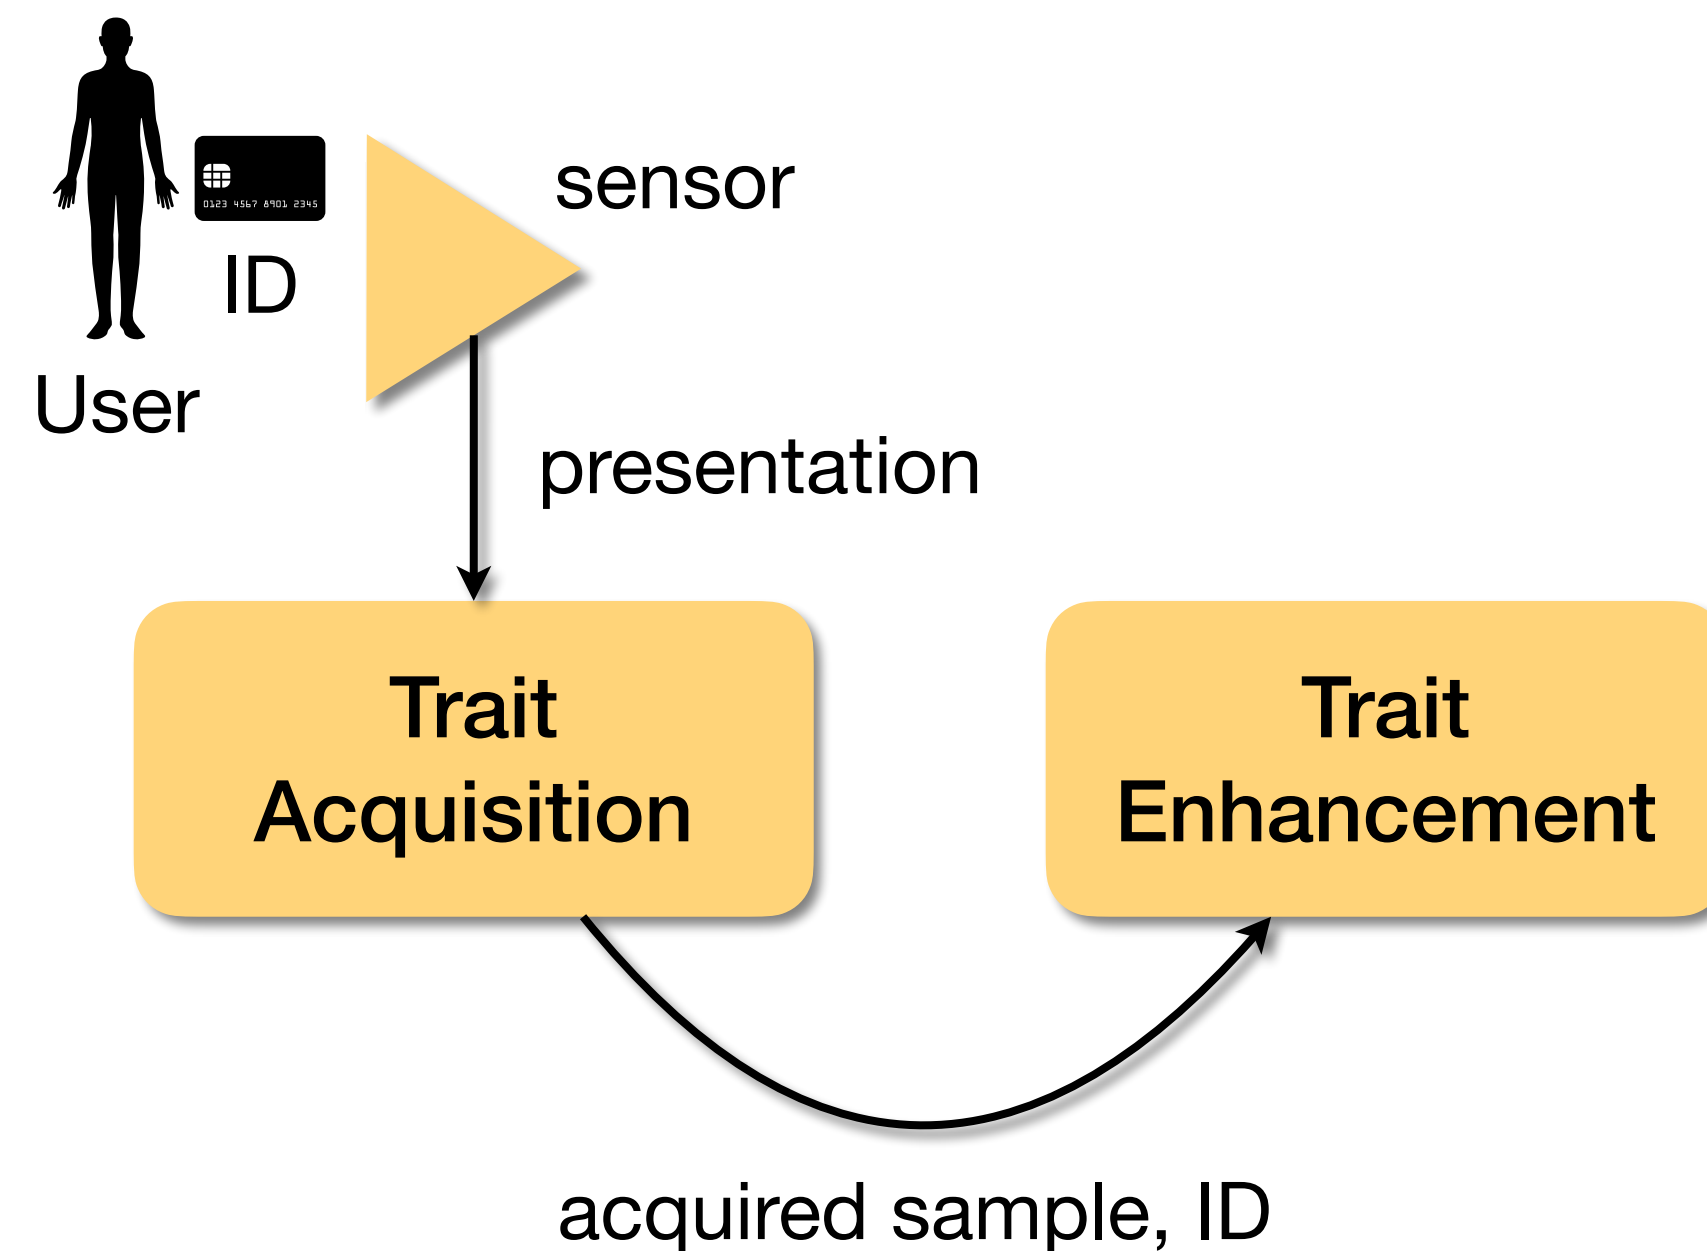 0123 4567 8901 2345
sensor
ID
User
presentation
Trait
Acquisition
Trait
Enhancement
acquired sample, ID